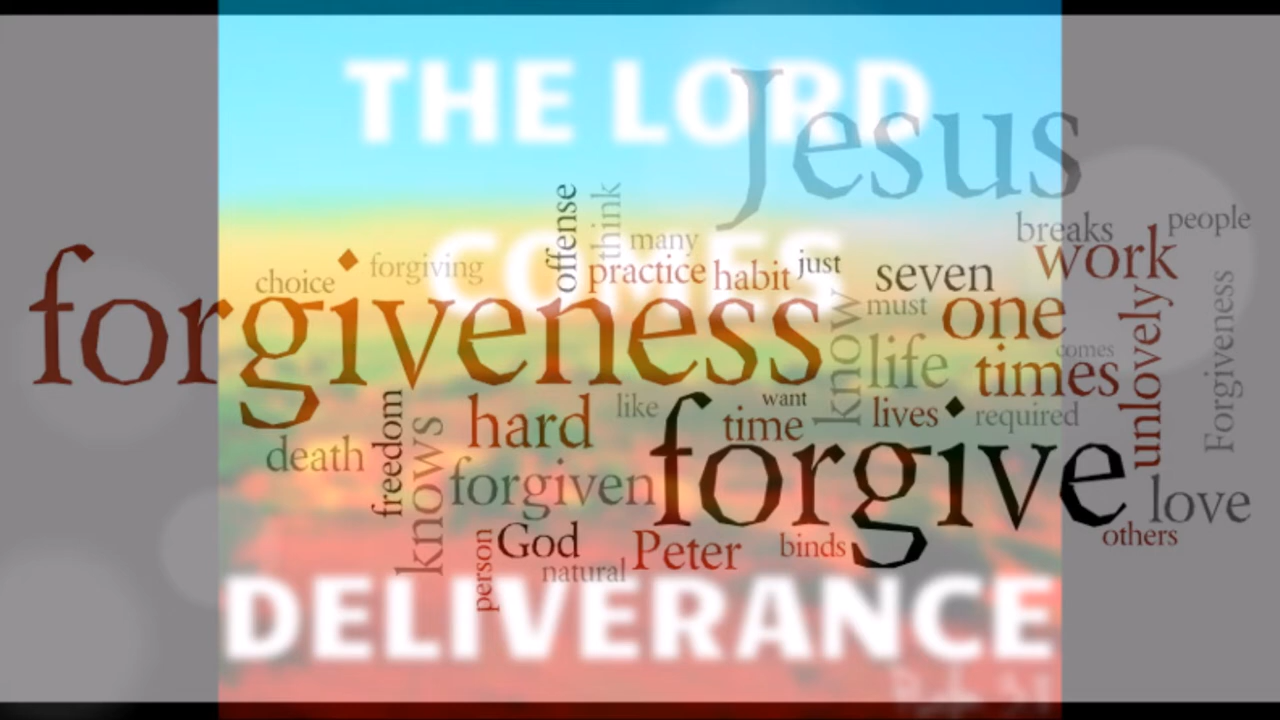 THE LORD
COMES
DELIVERANCE
Jesus
offense
think
many
breaks
people
choice
forgiving
practice
habit
just
seven
work
forgiveness
must
one
know
life
comes
times
unlovely
Forgiveness
freedom
knows
hard
like
want
time
lives
required
death
forgiven
forgive
love
person
God
natural
Peter
binds
others